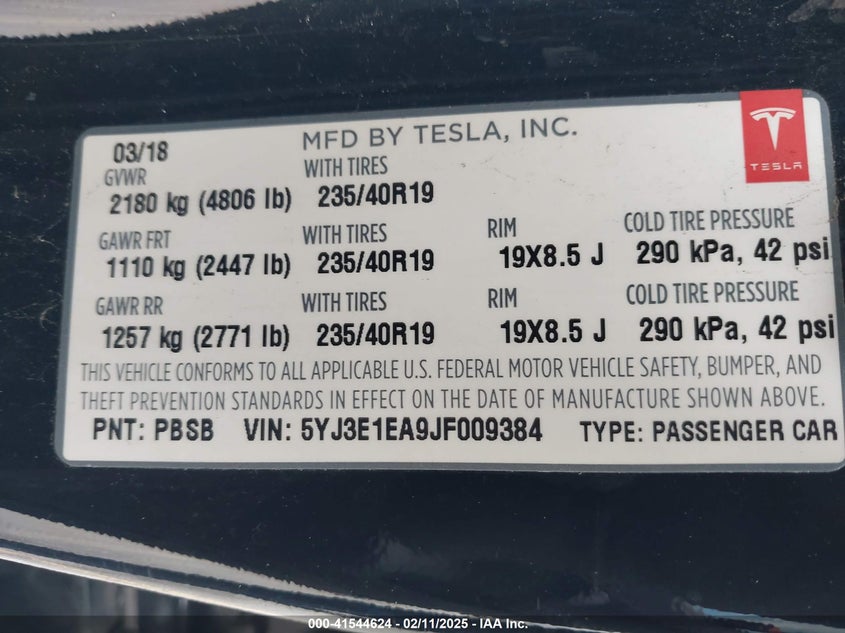 03/18 MFD BY TESLA, INC.
TESLA
GVWR WITH TIRES
2180 kg (4806 lb) 235/40R19
GAWR FRT WITH TIRES RIM COLD TIRE PRESSURE
1110 kg (2447 lb) 235/40R19 19X8.5 J 290 kPa, 42 psi
GAWR RR WITH TIRES RIM COLD TIRE PRESSURE
1257 kg (2771 lb) 235/40R19 19X8.5 J 290 kPa, 42 psi
THIS VEHICLE CONFORMS TO ALL APPLICABLE U.S. FEDERAL MOTOR VEHICLE SAFETY, BUMPER, AND
THEFT PREVENTION STANDARDS IN EFFECT ON THE DATE OF MANUFACTURE SHOWN ABOVE.
PNT: PBSB VIN: 5YJ3E1EA9JF009384 TYPE: PASSENGER CAR
000-41544624 - 02/11/2025 - IAA Inc.